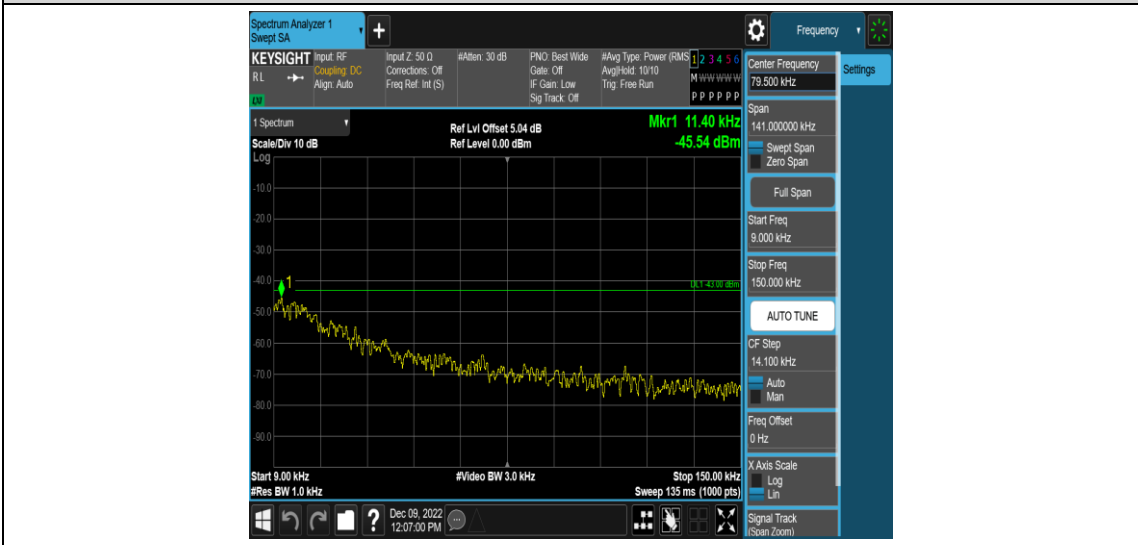 Spectrum Analyzer 1
Swept SA
+
Frequency
KEYSIGHT
RL
LXI
Input: RF
Coupling: DC
Align: Auto
Input Z: 50 Ω
Corrections: Off
Freq Ref: Int (S)
#Atten: 30 dB
PNO: Best Wide
Gate: Off
IF Gain: Low
Sig Track: Off
#Avg Type: Power (RMS
Avg|Hold: 10/10
Trig: Free Run
1 2 3 4 5 6
M W W W W W
P P P P P P
Center Frequency
79.500 kHz
Settings
Span
141.000000 kHz
Swept Span
Zero Span
Full Span
Start Freq
9.000 kHz
Stop Freq
150.000 kHz
AUTO TUNE
CF Step
14.100 kHz
Auto
Man
Freq Offset
0 Hz
X Axis Scale
Log
Lin
Signal Track
(Span Zoom)
1 Spectrum
Scale/Div 10 dB
Log
Ref Lvl Offset 5.04 dB
Ref Level 0.00 dBm
Mkr1 11.40 kHz
-45.54 dBm
-10.0
-20.0
-30.0
-40.0
1
DL1 -43.00 dBm
-50.0
-60.0
-70.0
-80.0
-90.0
Start 9.00 kHz
#Res BW 1.0 kHz
#Video BW 3.0 kHz
Stop 150.00 kHz
Sweep 135 ms (1000 pts)
?
Dec 09, 2022
12:07:00 PM